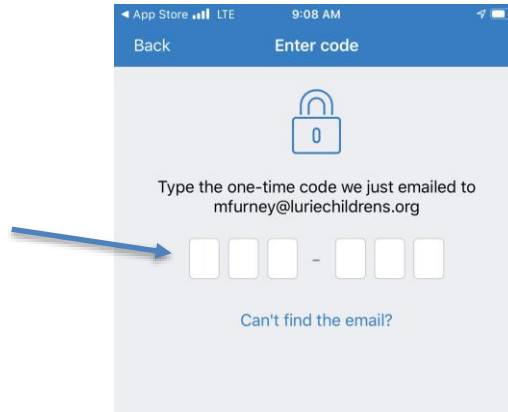 ◀ App Store LTE 9:08 AM
Back Enter code
0
Type the one-time code we just emailed to
mfurney@luriechildrens.org
-
Can't find the email?